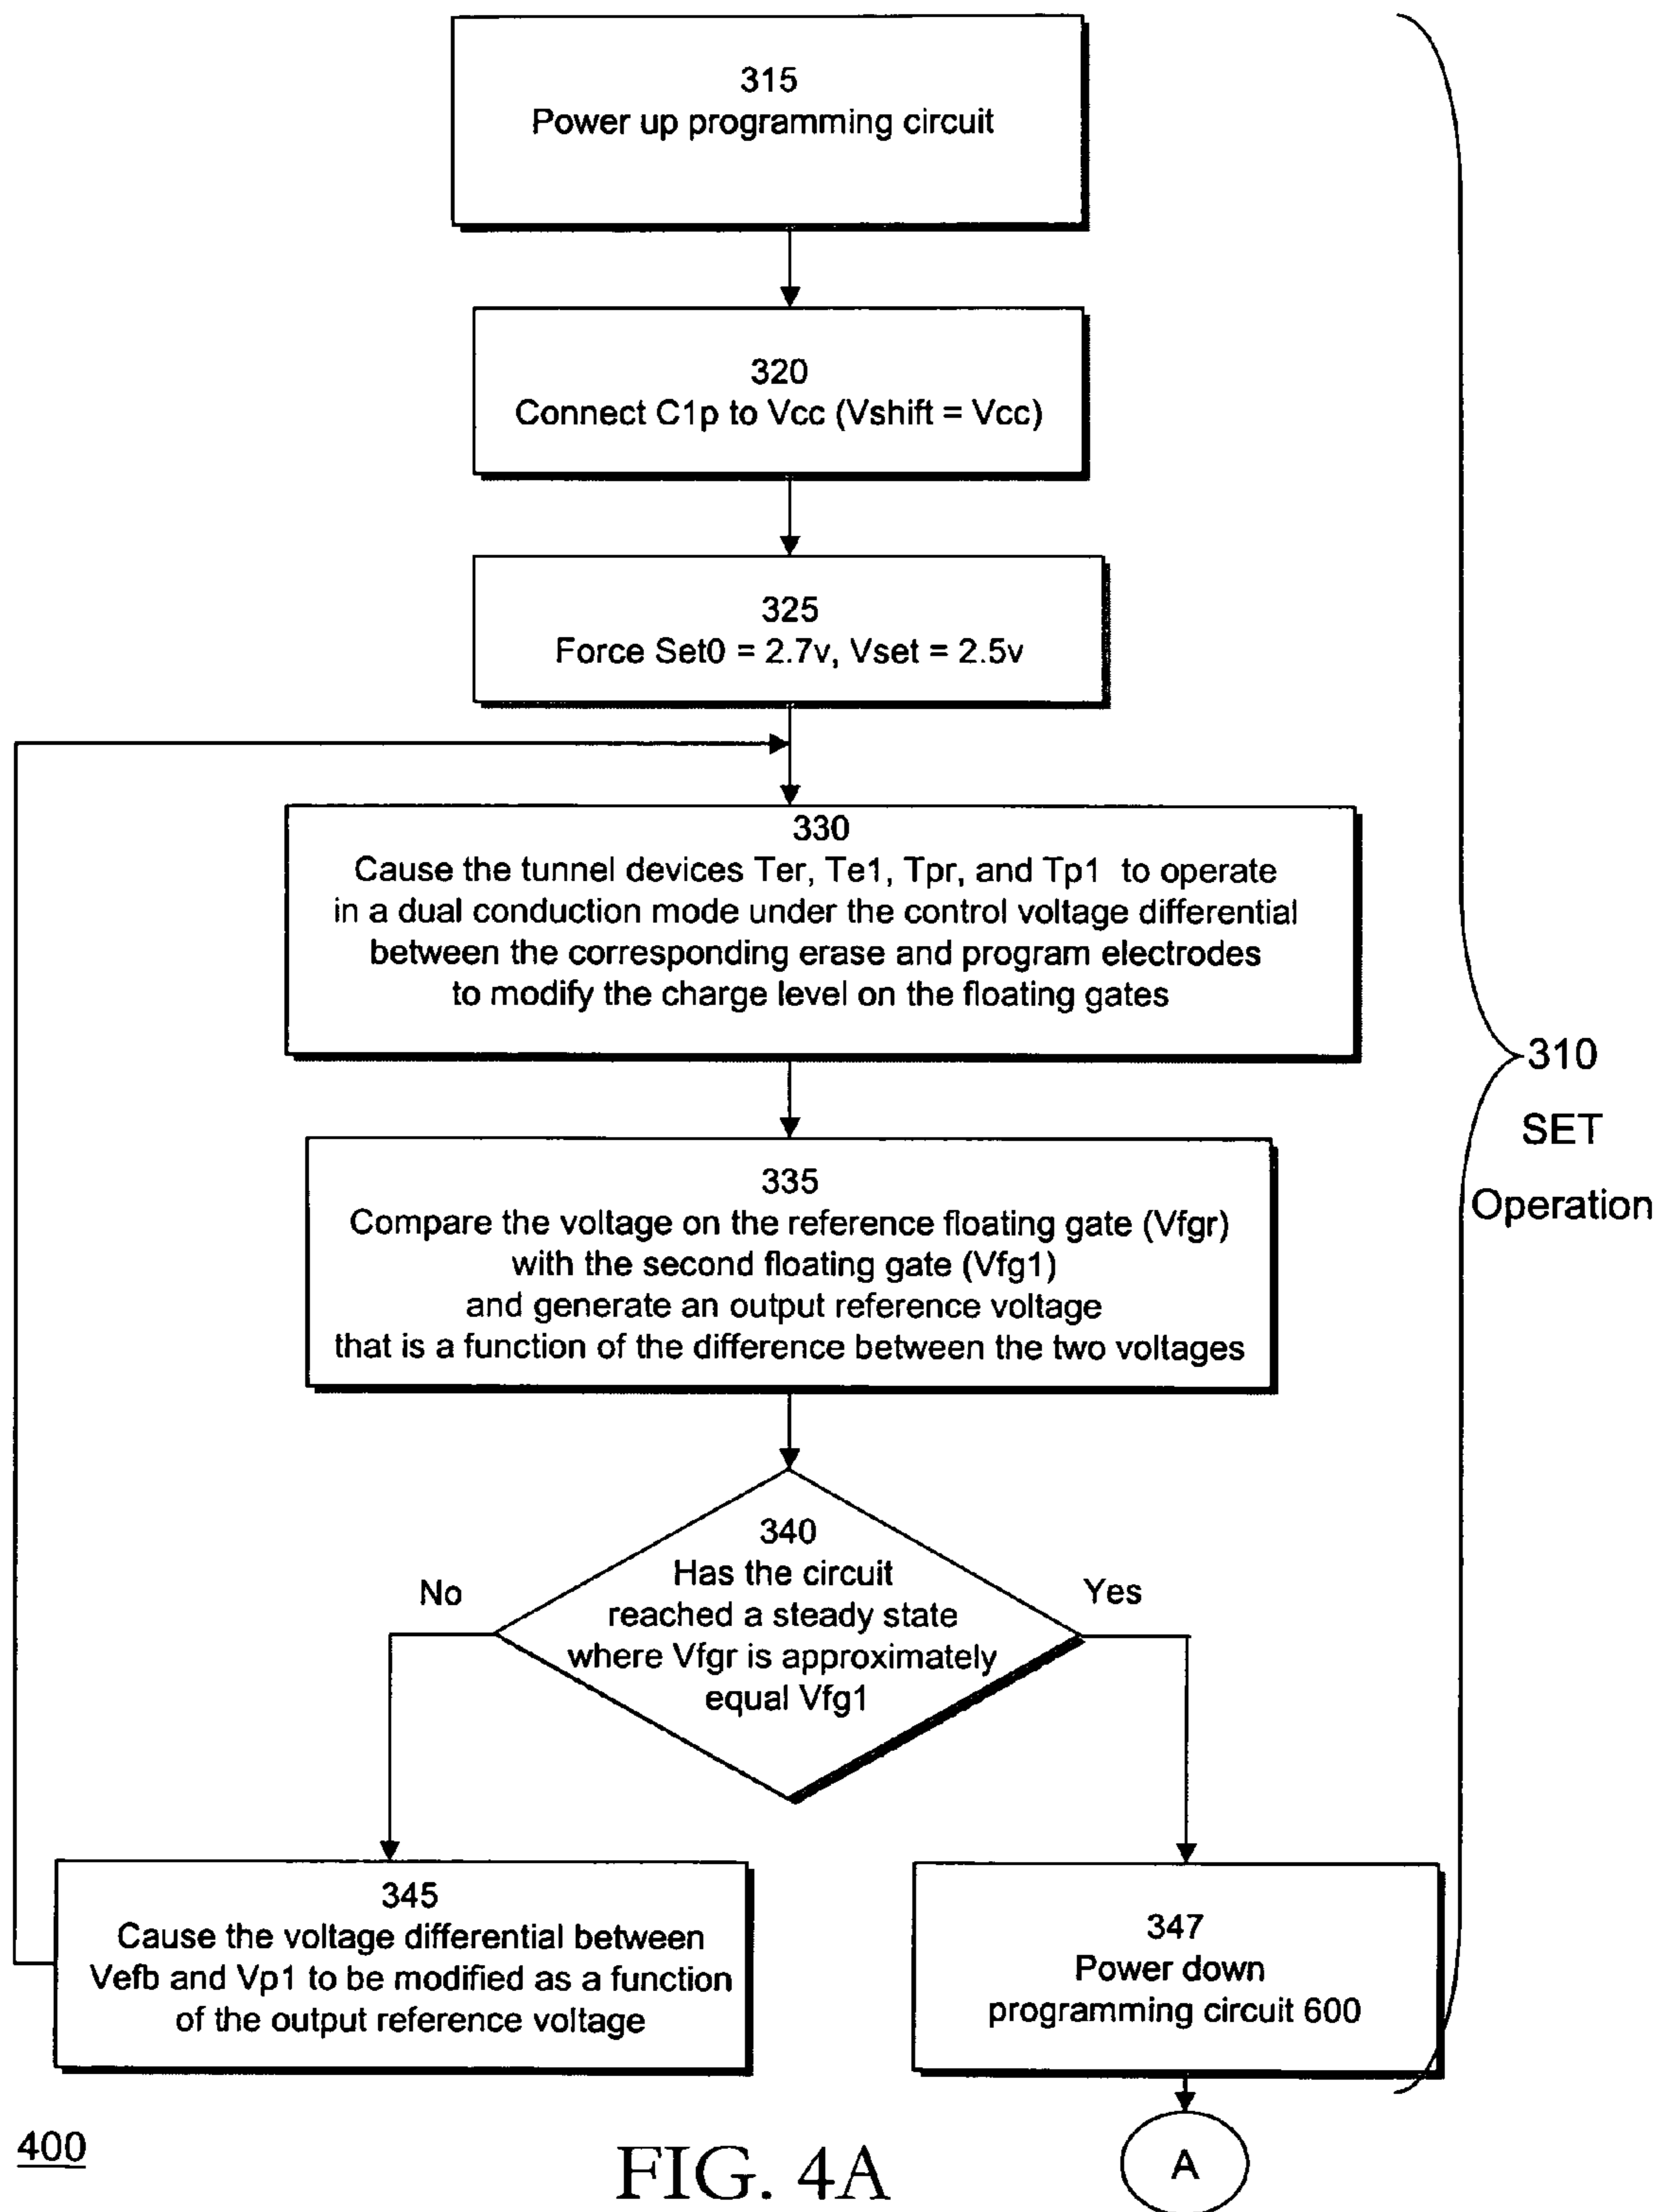 315
Power up programming circuit
320
Connect C1p to Vcc (Vshift = Vcc)
325
Force Set0 = 2.7v, Vset = 2.5v
330
Cause the tunnel devices Ter, Te1, Tpr, and Tp1 to operate
in a dual conduction mode under the control voltage differential
between the corresponding erase and program electrodes
to modify the charge level on the floating gates
310
SET
Operation
335
Compare the voltage on the reference floating gate (Vfgr)
with the second floating gate (Vfg1)
and generate an output reference voltage
that is a function of the difference between the two voltages
340
Has the circuit
reached a steady state
where Vfgr is approximately
equal Vfg1
No
Yes
345
Cause the voltage differential between
Vefb and Vp1 to be modified as a function
of the output reference voltage
347
Power down
programming circuit 600
A
400
FIG. 4A